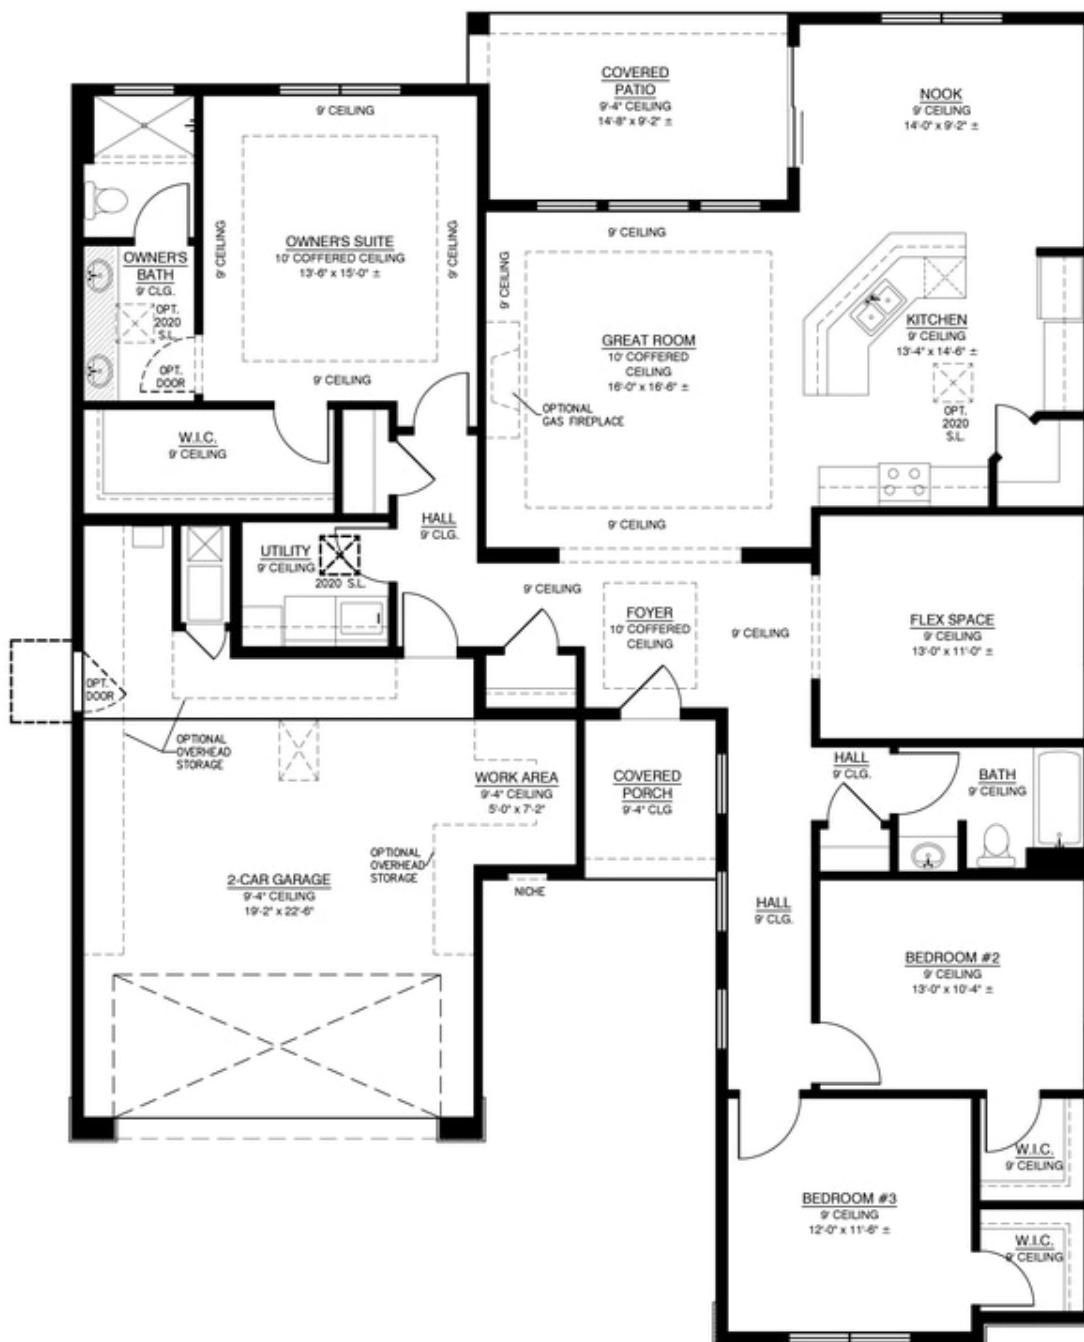 COVERED
PATIO
9'-4" CEILING
14'-8" x 9'-2" ±
NOOK
9' CEILING
14'-0" x 9'-2" ±
9' CEILING
OWNER'S SUITE
10' COFFERED CEILING
13'-6" x 15'-0" ±
9' CEILING
9' CEILING
9' CEILING
OWNER'S
BATH
9' CLG.
OPT.
2020
S.L.
OPT.
DOOR
9' CEILING
9' CEILING
GREAT ROOM
10' COFFERED
CEILING
16'-0" x 16'-6" ±
OPTIONAL
GAS FIREPLACE
9' CEILING
KITCHEN
9' CEILING
13'-4" x 14'-6" ±
OPT.
2020
S.L.
W.I.C.
9' CEILING
HALL
9' CLG.
UTILITY
9' CEILING
2020 S.L.
9' CEILING
FOYER
10' COFFERED
CEILING
9' CEILING
FLEX SPACE
9' CEILING
13'-0" x 11'-0" ±
OPT.
DOOR
OPTIONAL
OVERHEAD
STORAGE
WORK AREA
9'-4" CEILING
5'-0" x 7'-2"
COVERED
PORCH
9'-4" CLG
HALL
9' CLG.
BATH
9' CEILING
OPTIONAL
OVERHEAD
STORAGE
2-CAR GARAGE
9'-4" CEILING
19'-2" x 22'-6"
NICHE
HALL
9' CLG.
BEDROOM #2
9' CEILING
13'-0" x 10'-4" ±
W.I.C.
9' CEILING
BEDROOM #3
9' CEILING
12'-0" x 11'-6" ±
W.I.C.
9' CEILING